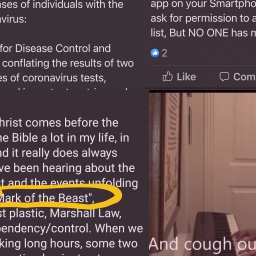 ses of individuals with the
avirus:
for Disease Control and
conflating the results of two
es of coronavirus tests,
hrist comes before the
e Bible a lot in my life, in
nd it really does always
ve been hearing about the
t and the events unfolding
Mark of the Beast",
st plastic, Marshall Law,
pendency/control. When we
king long hours, some two
app on your Smartpho
ask for permission to a
list, But NO ONE has n
2
Like Com
And cough ou